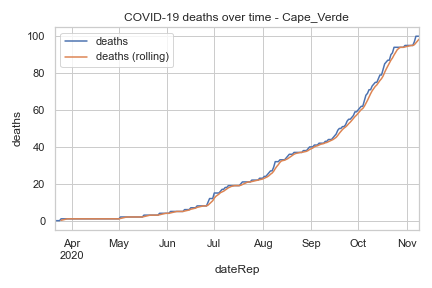 COVID-19 deaths over time - Cape_Verde
deaths
deaths (rolling)
100
80
60
40
20
0
deaths
Apr
2020
May
Jun
Jul
Aug
Sep
Oct
Nov
dateRep